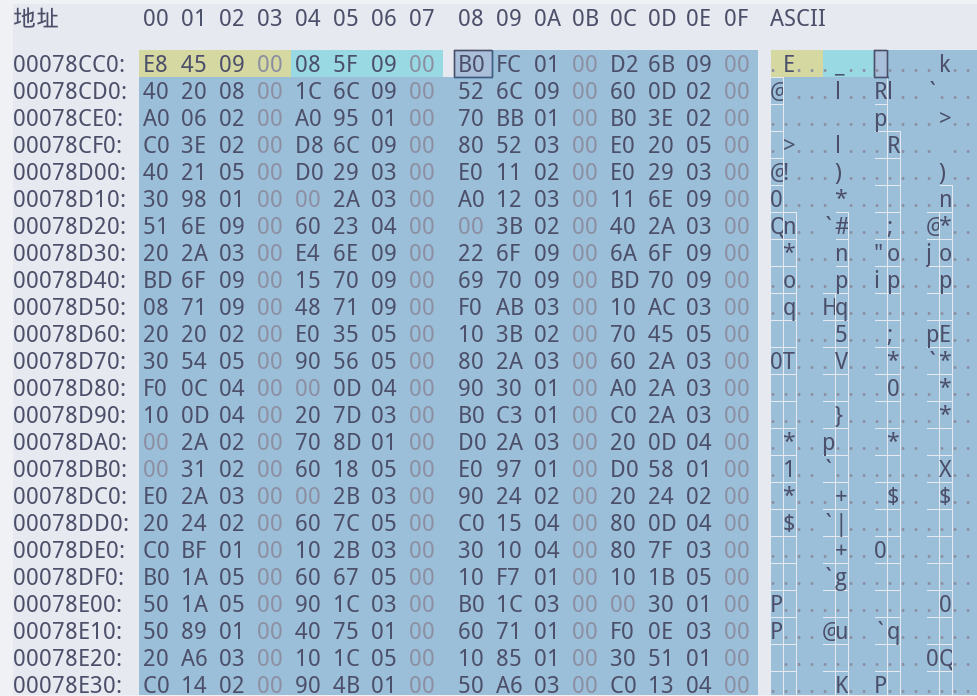 地址 00 01 02 03 04 05 06 07 08 09 0A 0B 0C 0D 0E 0F ASCII
00078CC0: E8 45 09 00 08 5F 09 00 B0 FC 01 00 D2 6B 09 00 .E..._.......k..
00078CD0: 40 20 08 00 1C 6C 09 00 52 6C 09 00 60 0D 02 00 @ ...l..Rl..`...
00078CE0: A0 06 02 00 A0 95 01 00 70 BB 01 00 B0 3E 02 00 ........p....>..
00078CF0: C0 3E 02 00 D8 6C 09 00 80 52 03 00 E0 20 05 00 .>...l...R... ..
00078D00: 40 21 05 00 D0 29 03 00 E0 11 02 00 E0 29 03 00 @!...).......)..
00078D10: 30 98 01 00 00 2A 03 00 A0 12 03 00 11 6E 09 00 0....*.......n..
00078D20: 51 6E 09 00 60 23 04 00 00 3B 02 00 40 2A 03 00 Qn..`#...;..@*..
00078D30: 20 2A 03 00 E4 6E 09 00 22 6F 09 00 6A 6F 09 00 *...n.."o..jo..
00078D40: BD 6F 09 00 15 70 09 00 69 70 09 00 BD 70 09 00 .o...p..ip...p..
00078D50: 08 71 09 00 48 71 09 00 F0 AB 03 00 10 AC 03 00 .q..Hq..........
00078D60: 20 20 02 00 E0 35 05 00 10 3B 02 00 70 45 05 00 ...5...;..pE..
00078D70: 30 54 05 00 90 56 05 00 80 2A 03 00 60 2A 03 00 0T...V...*..`*..
00078D80: F0 0C 04 00 00 0D 04 00 90 30 01 00 A0 2A 03 00 .........0...*..
00078D90: 10 0D 04 00 20 7D 03 00 B0 C3 01 00 C0 2A 03 00 .... }.......*..
00078DA0: 00 2A 02 00 70 8D 01 00 D0 2A 03 00 20 0D 04 00 .*..p....*.. ...
00078DB0: 00 31 02 00 60 18 05 00 E0 97 01 00 D0 58 01 00 .1..`........X..
00078DC0: E0 2A 03 00 00 2B 03 00 90 24 02 00 20 24 02 00 .*...+...$.. $..
00078DD0: 20 24 02 00 60 7C 05 00 C0 15 04 00 80 0D 04 00 $..`|..........
00078DE0: C0 BF 01 00 10 2B 03 00 30 10 04 00 80 7F 03 00 .....+..0.......
00078DF0: B0 1A 05 00 60 67 05 00 10 F7 01 00 10 1B 05 00 ....`g..........
00078E00: 50 1A 05 00 90 1C 03 00 B0 1C 03 00 00 30 01 00 P............0..
00078E10: 50 89 01 00 40 75 01 00 60 71 01 00 F0 0E 03 00 P...@u..`q......
00078E20: 20 A6 03 00 10 1C 05 00 10 85 01 00 30 51 01 00 ...........0Q..
00078E30: C0 14 02 00 90 4B 01 00 50 A6 03 00 C0 13 04 00 .....K..P.......